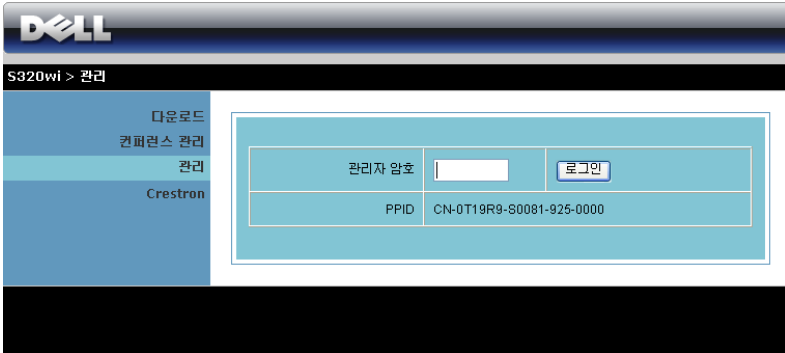 DELL
S320wi > 관리
다운로드
컨퍼런스 관리
관리
Crestron
관리자 암호 로그인
PPID CN-0T19R9-S0081-925-0000